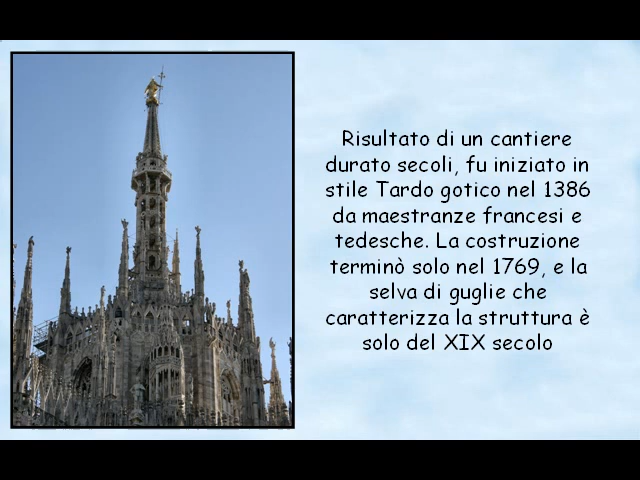 Risultato di un cantiere
durato secoli, fu iniziato in
stile Tardo gotico nel 1386
da maestranze francesi e
tedesche. La costruzione
terminò solo nel 1769, e la
selva di guglie che
caratterizza la struttura è
solo del XIX secolo